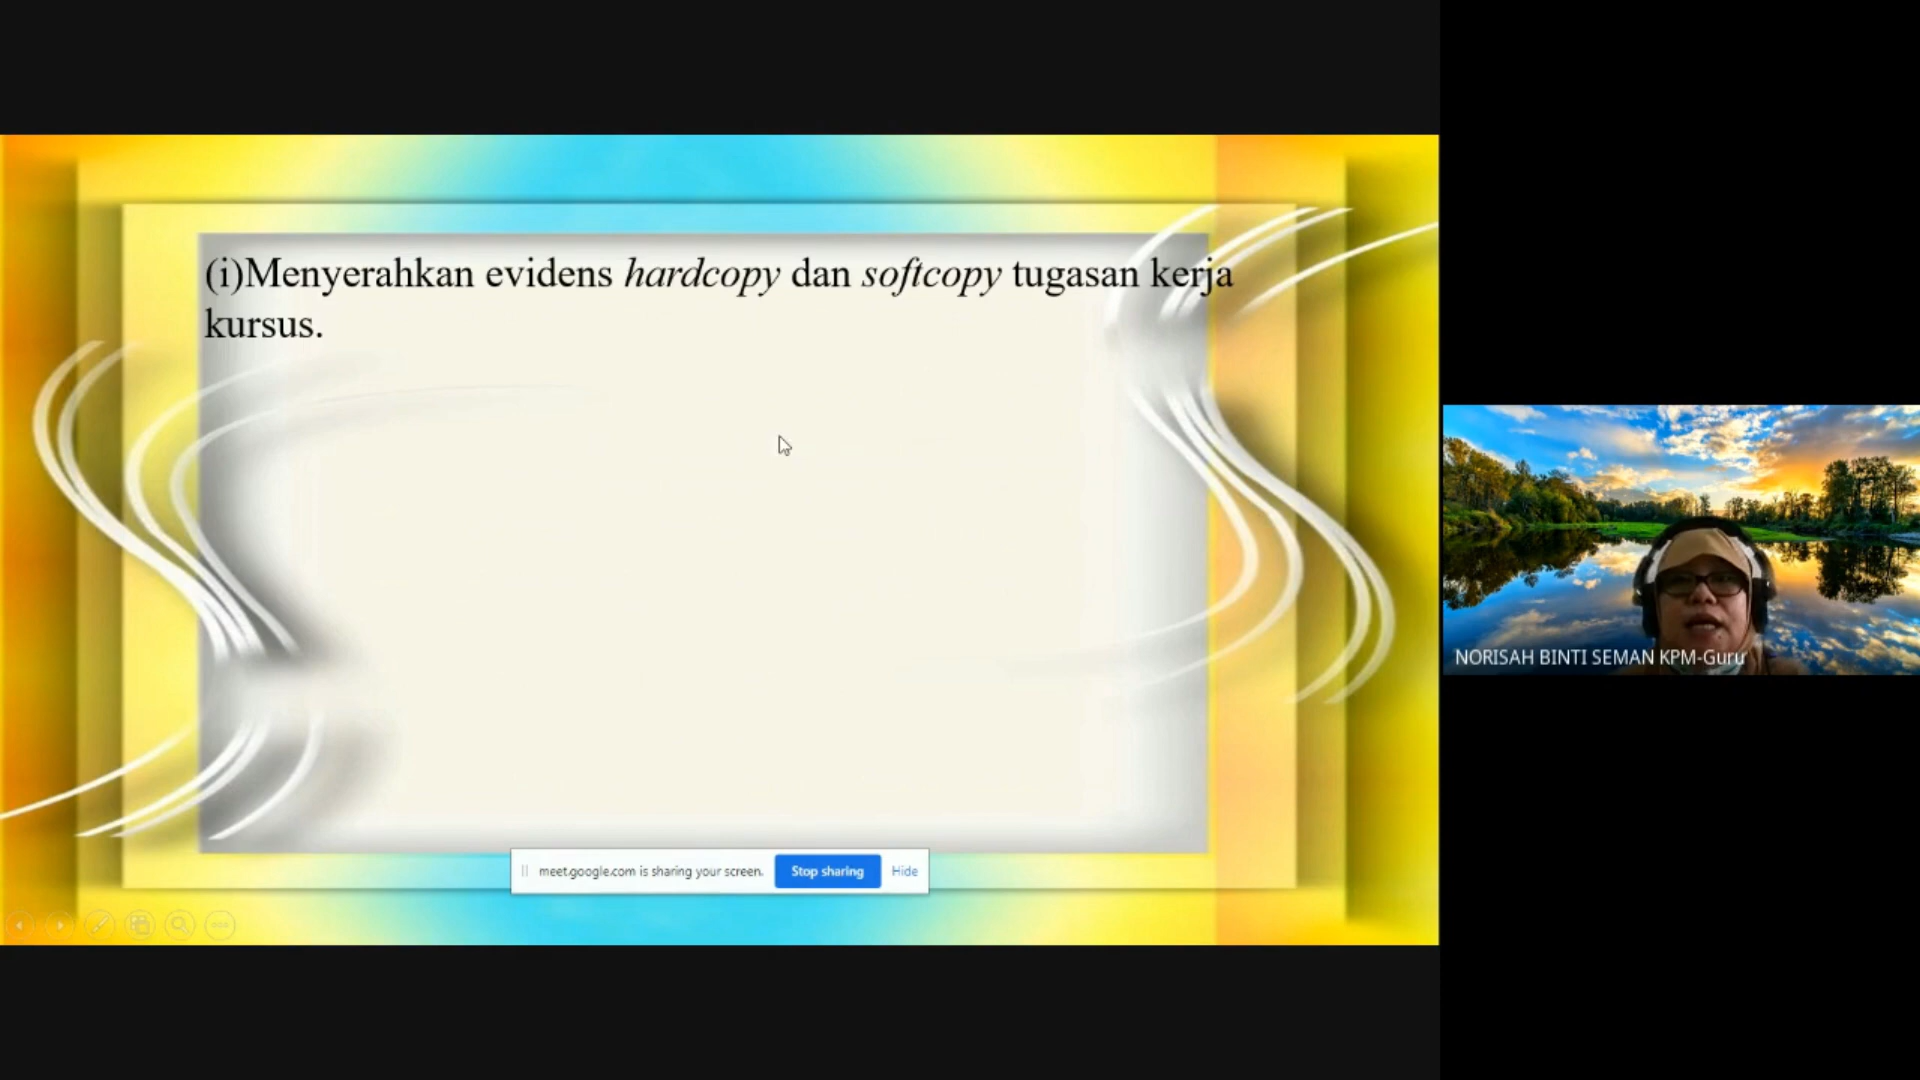 (i)Menyerahkan evidens hardcopy dan softcopy tugasan kerja
kursus.
NORISAH BINTI SEMAN KPM-Guru
meet.google.com is sharing your screen.
Stop sharing
Hide